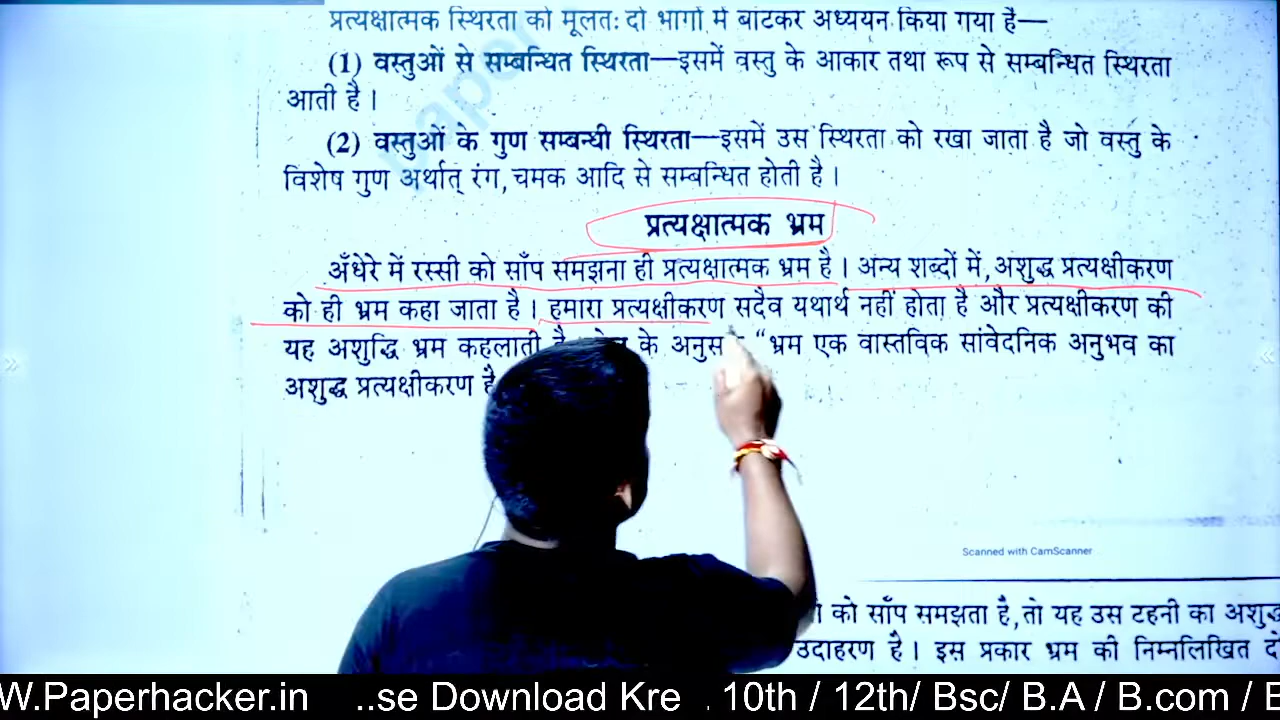 प्रत्यक्षात्मक स्थिरता को मूलतः दो भागों में बाँटकर अध्ययन किया गया है—
(1) वस्तुओं से सम्बन्धित स्थिरता—इसमें वस्तु के आकार तथा रूप से सम्बन्धित स्थिरता
आती है।
(2) वस्तुओं के गुण सम्बन्धी स्थिरता—इसमें उस स्थिरता को रखा जाता है जो वस्तु के
विशेष गुण अर्थात् रंग, चमक आदि से सम्बन्धित होती है।
प्रत्यक्षात्मक भ्रम
अँधेरे में रस्सी को साँप समझना ही प्रत्यक्षात्मक भ्रम है। अन्य शब्दों में, अशुद्ध प्रत्यक्षीकरण
को ही भ्रम कहा जाता है। हमारा प्रत्यक्षीकरण सदैव यथार्थ नहीं होता है और प्रत्यक्षीकरण की
यह अशुद्धि भ्रम कहलाती के "भ्रम एक वास्तविक सांवेदनिक अनुभव का
अशुद्ध प्रत्यक्षीकरण
Scanned with CamScanner
को साँप समझता है, तो यह उस टहनी का अशुद्ध
उदाहरण है। इस प्रकार भ्रम की निम्नलिखित
W.Paperhacker.in ..se Download Kre . 10th / 12th/ Bsc/ B.A / B.com /